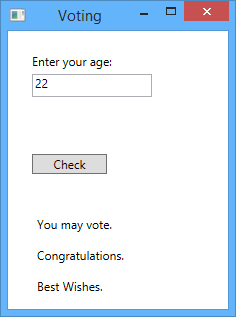 Voting
Enter your age:
22
Check
You may vote.
Congratulations.
Best Wishes.